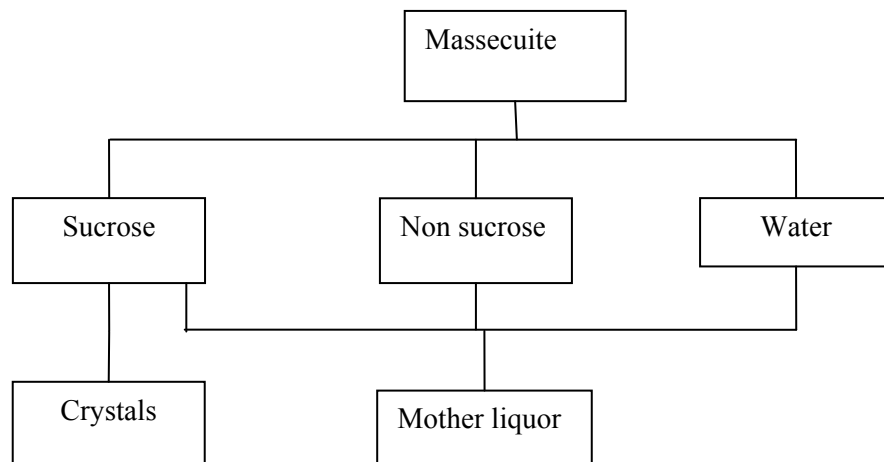 Massecuite
Sucrose
Non sucrose
Water
Crystals
Mother liquor